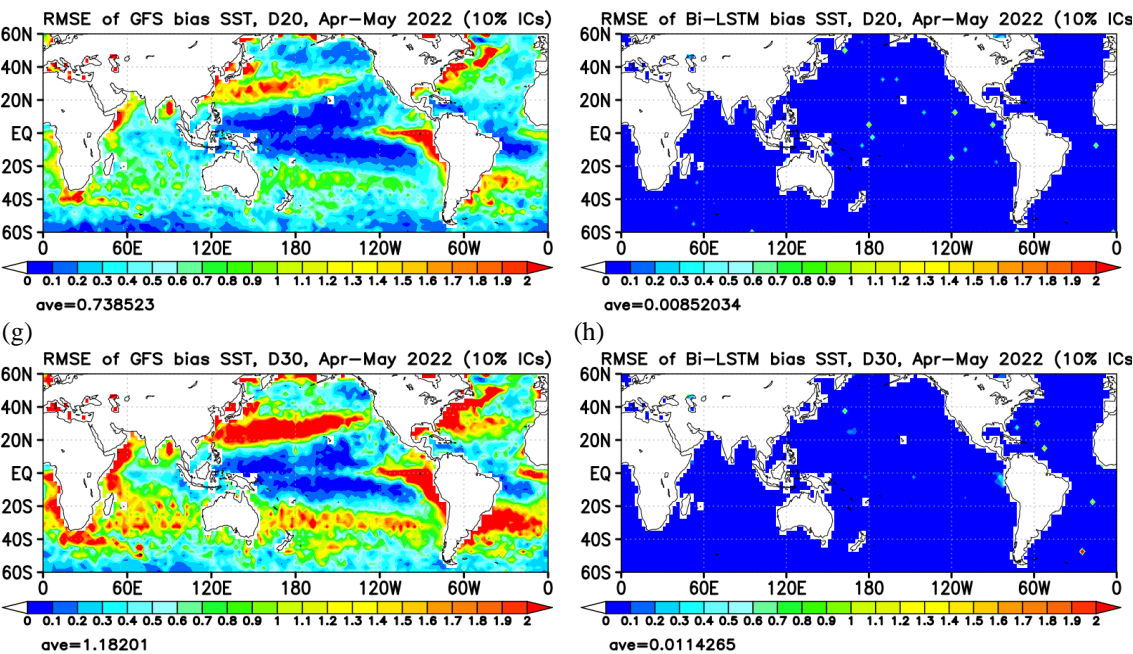 RMSE of GFS bias SST, D20, Apr-May 2022 (10% ICs)
60N
40N
20N
EQ
20S
40S
60S
0 60E 120E 180 120W 60W 0
0 0.1 0.2 0.3 0.4 0.5 0.6 0.7 0.8 0.9 1 1.1 1.2 1.3 1.4 1.5 1.6 1.7 1.8 1.9 2
ave=0.738523
RMSE of Bi-LSTM bias SST, D20, Apr-May 2022 (10% ICs
60N
40N
20N
EQ
20S
40S
60S
0 60E 120E 180 120W 60W 0
0 0.1 0.2 0.3 0.4 0.5 0.6 0.7 0.8 0.9 1 1.1 1.2 1.3 1.4 1.5 1.6 1.7 1.8 1.9 2
ave=0.00852034
(g)
(h)
RMSE of GFS bias SST, D30, Apr-May 2022 (10% ICs)
60N
40N
20N
EQ
20S
40S
60S
0 60E 120E 180 120W 60W 0
0 0.1 0.2 0.3 0.4 0.5 0.6 0.7 0.8 0.9 1 1.1 1.2 1.3 1.4 1.5 1.6 1.7 1.8 1.9 2
ave=1.18201
RMSE of Bi-LSTM bias SST, D30, Apr-May 2022 (10% ICs
60N
40N
20N
EQ
20S
40S
60S
0 60E 120E 180 120W 60W 0
0 0.1 0.2 0.3 0.4 0.5 0.6 0.7 0.8 0.9 1 1.1 1.2 1.3 1.4 1.5 1.6 1.7 1.8 1.9 2
ave=0.0114265